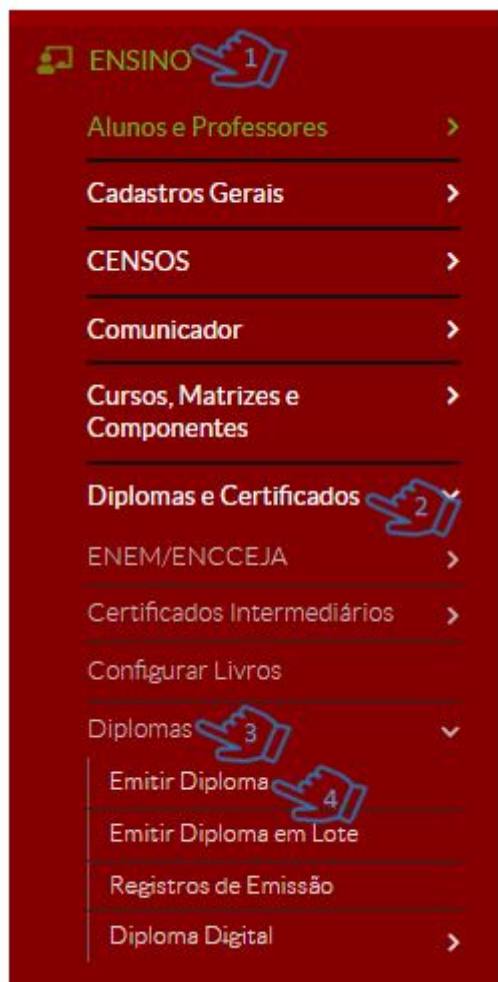 ENSINO 1
Alunos e Professores
Cadastros Gerais
CENSOS
Comunicador
Cursos, Matrizes e
Componentes
Diplomas e Certificados 2
ENEM/ENCCEJA
Certificados Intermediários
Configurar Livros
Diplomas 3
Emitir Diploma 4
Emitir Diploma em Lote
Registros de Emissão
Diploma Digital